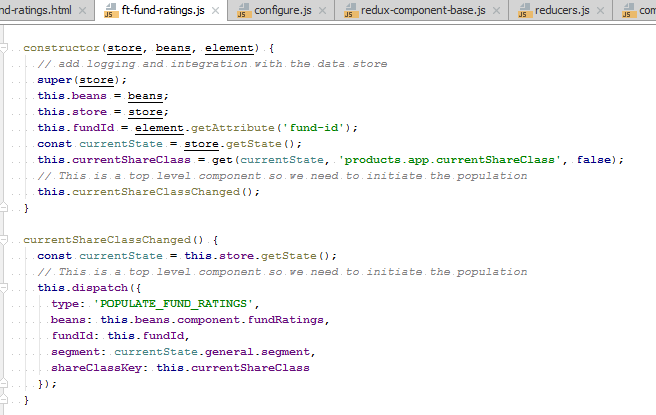 nd-ratings.html ft-fund-ratings.js configure.js redux-component-base.js reducers.js com
constructor(store, beans, element) {
// add logging and integration with the data store
super(store);
this.beans = beans;
this.store = store;
this.fundId = element.getAttribute('fund-id');
const currentState = store.getState();
this.currentShareClass = get(currentState, 'products.app.currentShareClass', false);
// This is a top level component so we need to initiate the population
this.currentShareClassChanged();
}
currentShareClassChanged() {
const currentState = this.store.getState();
// This is a top level component so we need to initiate the population
this.dispatch({
type: 'POPULATE_FUND_RATINGS',
beans: this.beans.component.fundRatings,
fundId: this.fundId,
segment: currentState.general.segment,
shareClassKey: this.currentShareClass
});
}